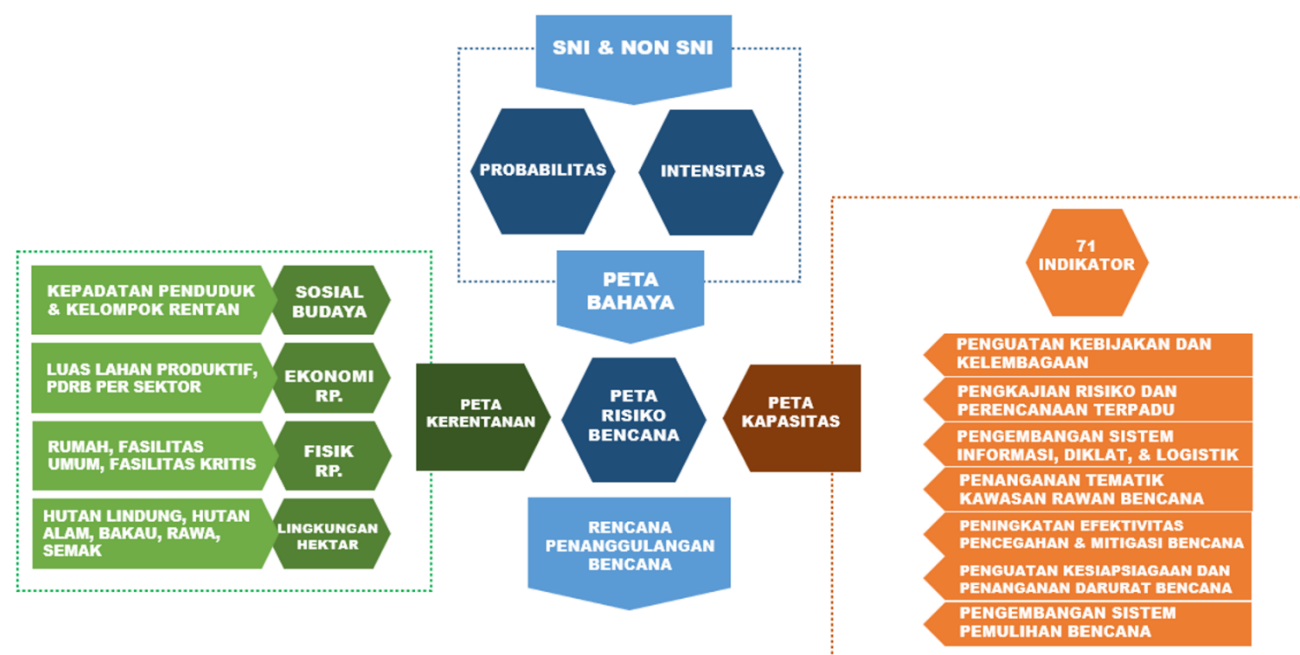 SNI & NON SNI
PROBABILITAS
INTENSITAS
PETA
BAHAYA
KEPADATAN PENDUDUK
& KELOMPOK RENTAN
SOSIAL
BUDAYA
LUAS LAHAN PRODUKTIF,
PDRB PER SEKTOR
EKONOMI
RP.
RUMAH, FASILITAS
UMUM, FASILITAS KRITIS
FISIK
RP.
HUTAN LINDUNG, HUTAN
ALAM, BAKAU, RAWA,
SEMAK
LINGKUNGAN
HEKTAR
PETA
KERENTANAN
PETA
RISIKO
BENCANA
PETA
KAPASITAS
RENCANA
PENANGGULANGAN
BENCANA
71
INDIKATOR
PENGUATAN KEBIJAKAN DAN
KELEMBAGAAN
PENGKAJIAN RISIKO DAN
PERENCANAAN TERPADU
PENGEMBANGAN SISTEM
INFORMASI, DIKLAT, & LOGISTIK
PENANGANAN TEMATIK
KAWASAN RAWAN BENCANA
PENINGKATAN EFEKTIVITAS
PENCEGAHAN & MITIGASI BENCANA
PENGUATAN KESIAPSIAGAAN DAN
PENANGANAN DARURAT BENCANA
PENGEMBANGAN SISTEM
PEMULIHAN BENCANA